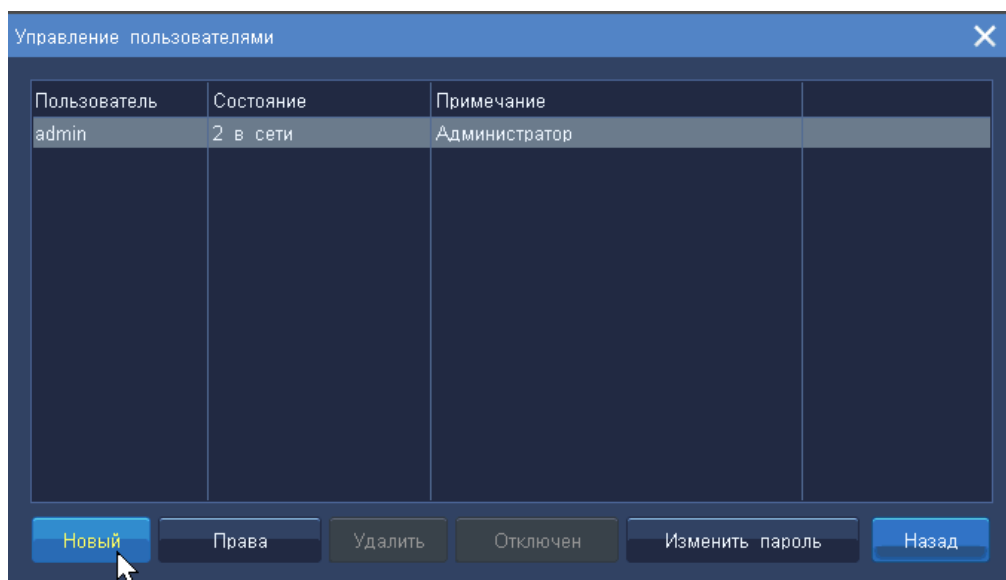 Управление пользователями
Пользователь Состояние Примечание
admin 2 в сети Администратор
Новый Права Удалить Отключен Изменить пароль Назад